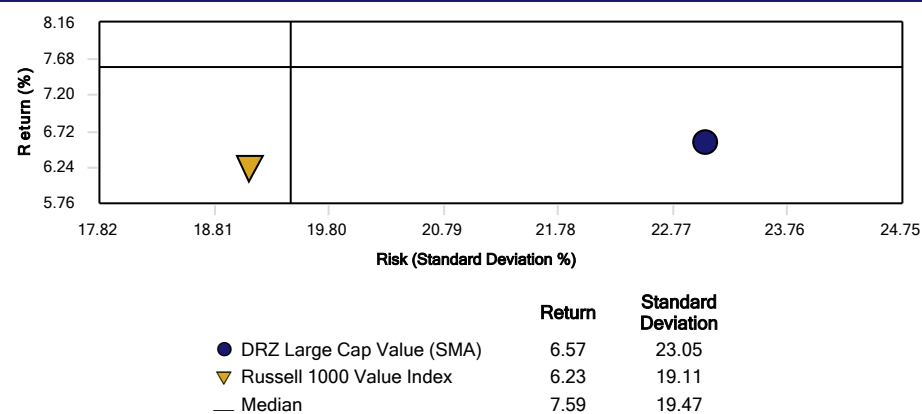 8.16
7.68
7.20
6.72
6.24
5.76
Return (%)
17.82 18.81 19.80 20.79 21.78 22.77 23.76 24.75
Risk (Standard Deviation %)
Return Standard Deviation
DRZ Large Cap Value (SMA) 6.57 23.05
Russell 1000 Value Index 6.23 19.11
Median 7.59 19.47